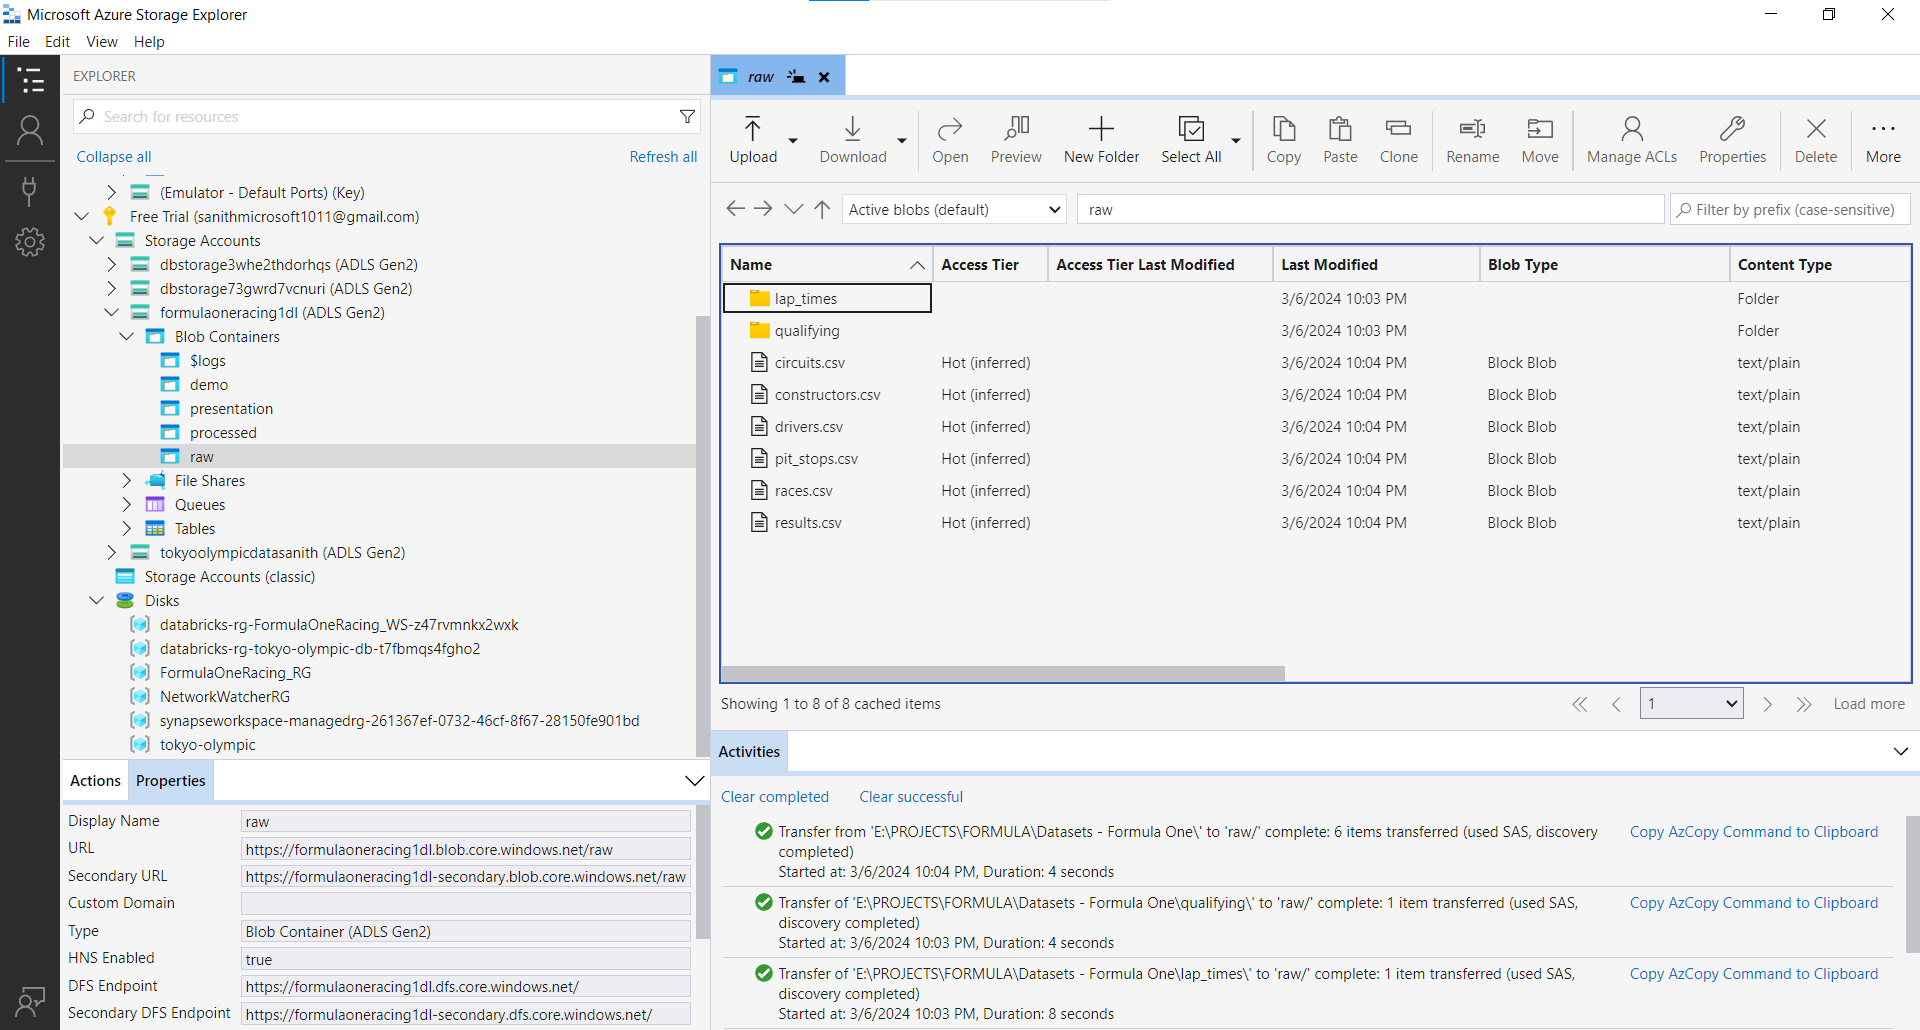 Microsoft Azure Storage Explorer
File Edit View Help
EXPLORER
Search for resources
Collapse all Refresh all
(Emulator - Default Ports) (Key)
Free Trial (sanithmicrosoft1011@gmail.com)
Storage Accounts
dbstorage3whe2thdorhqs (ADLS Gen2)
dbstorage73gwrd7vcnuri (ADLS Gen2)
formulaoneracing1dl (ADLS Gen2)
Blob Containers
$logs
demo
presentation
processed
raw
File Shares
Queues
Tables
tokyoolympicdatasanith (ADLS Gen2)
Storage Accounts (classic)
Disks
databricks-rg-FormulaOneRacing_WS-z47rvmnkx2wxk
databricks-rg-tokyo-olympic-db-t7fbmqs4fgho2
FormulaOneRacing_RG
NetworkWatcherRG
synapseworkspace-managedrg-261367ef-0732-46cf-8f67-28150fe901bd
tokyo-olympic
Actions Properties
Display Name raw
URL https://formulaoneracing1dl.blob.core.windows.net/raw
Secondary URL https://formulaoneracing1dl-secondary.blob.core.windows.net/raw
Custom Domain
Type Blob Container (ADLS Gen2)
HNS Enabled true
DFS Endpoint https://formulaoneracing1dl.dfs.core.windows.net/
Secondary DFS Endpoint https://formulaoneracing1dl-secondary.dfs.core.windows.net/
raw
Upload Download Open Preview New Folder Select All Copy Paste Clone Rename Move Manage ACLs Properties Delete More
Active blobs (default) raw Filter by prefix (case-sensitive)
Name Access Tier Access Tier Last Modified Last Modified Blob Type Content Type
lap_times 3/6/2024 10:03 PM Folder
qualifying 3/6/2024 10:03 PM Folder
circuits.csv Hot (inferred) 3/6/2024 10:04 PM Block Blob text/plain
constructors.csv Hot (inferred) 3/6/2024 10:04 PM Block Blob text/plain
drivers.csv Hot (inferred) 3/6/2024 10:04 PM Block Blob text/plain
pit_stops.csv Hot (inferred) 3/6/2024 10:04 PM Block Blob text/plain
races.csv Hot (inferred) 3/6/2024 10:04 PM Block Blob text/plain
results.csv Hot (inferred) 3/6/2024 10:04 PM Block Blob text/plain
Showing 1 to 8 of 8 cached items 1 Load more
Activities
Clear completed Clear successful
Transfer from 'E:\PROJECTS\FORMULA\Datasets - Formula One\' to 'raw/' complete: 6 items transferred (used SAS, discovery Copy AzCopy Command to Clipboard
completed)
Started at: 3/6/2024 10:04 PM, Duration: 4 seconds
Transfer of 'E:\PROJECTS\FORMULA\Datasets - Formula One\qualifying\' to 'raw/' complete: 1 item transferred (used SAS, Copy AzCopy Command to Clipboard
discovery completed)
Started at: 3/6/2024 10:03 PM, Duration: 4 seconds
Transfer of 'E:\PROJECTS\FORMULA\Datasets - Formula One\lap_times\' to 'raw/' complete: 1 item transferred (used SAS, Copy AzCopy Command to Clipboard
discovery completed)
Started at: 3/6/2024 10:03 PM, Duration: 8 seconds